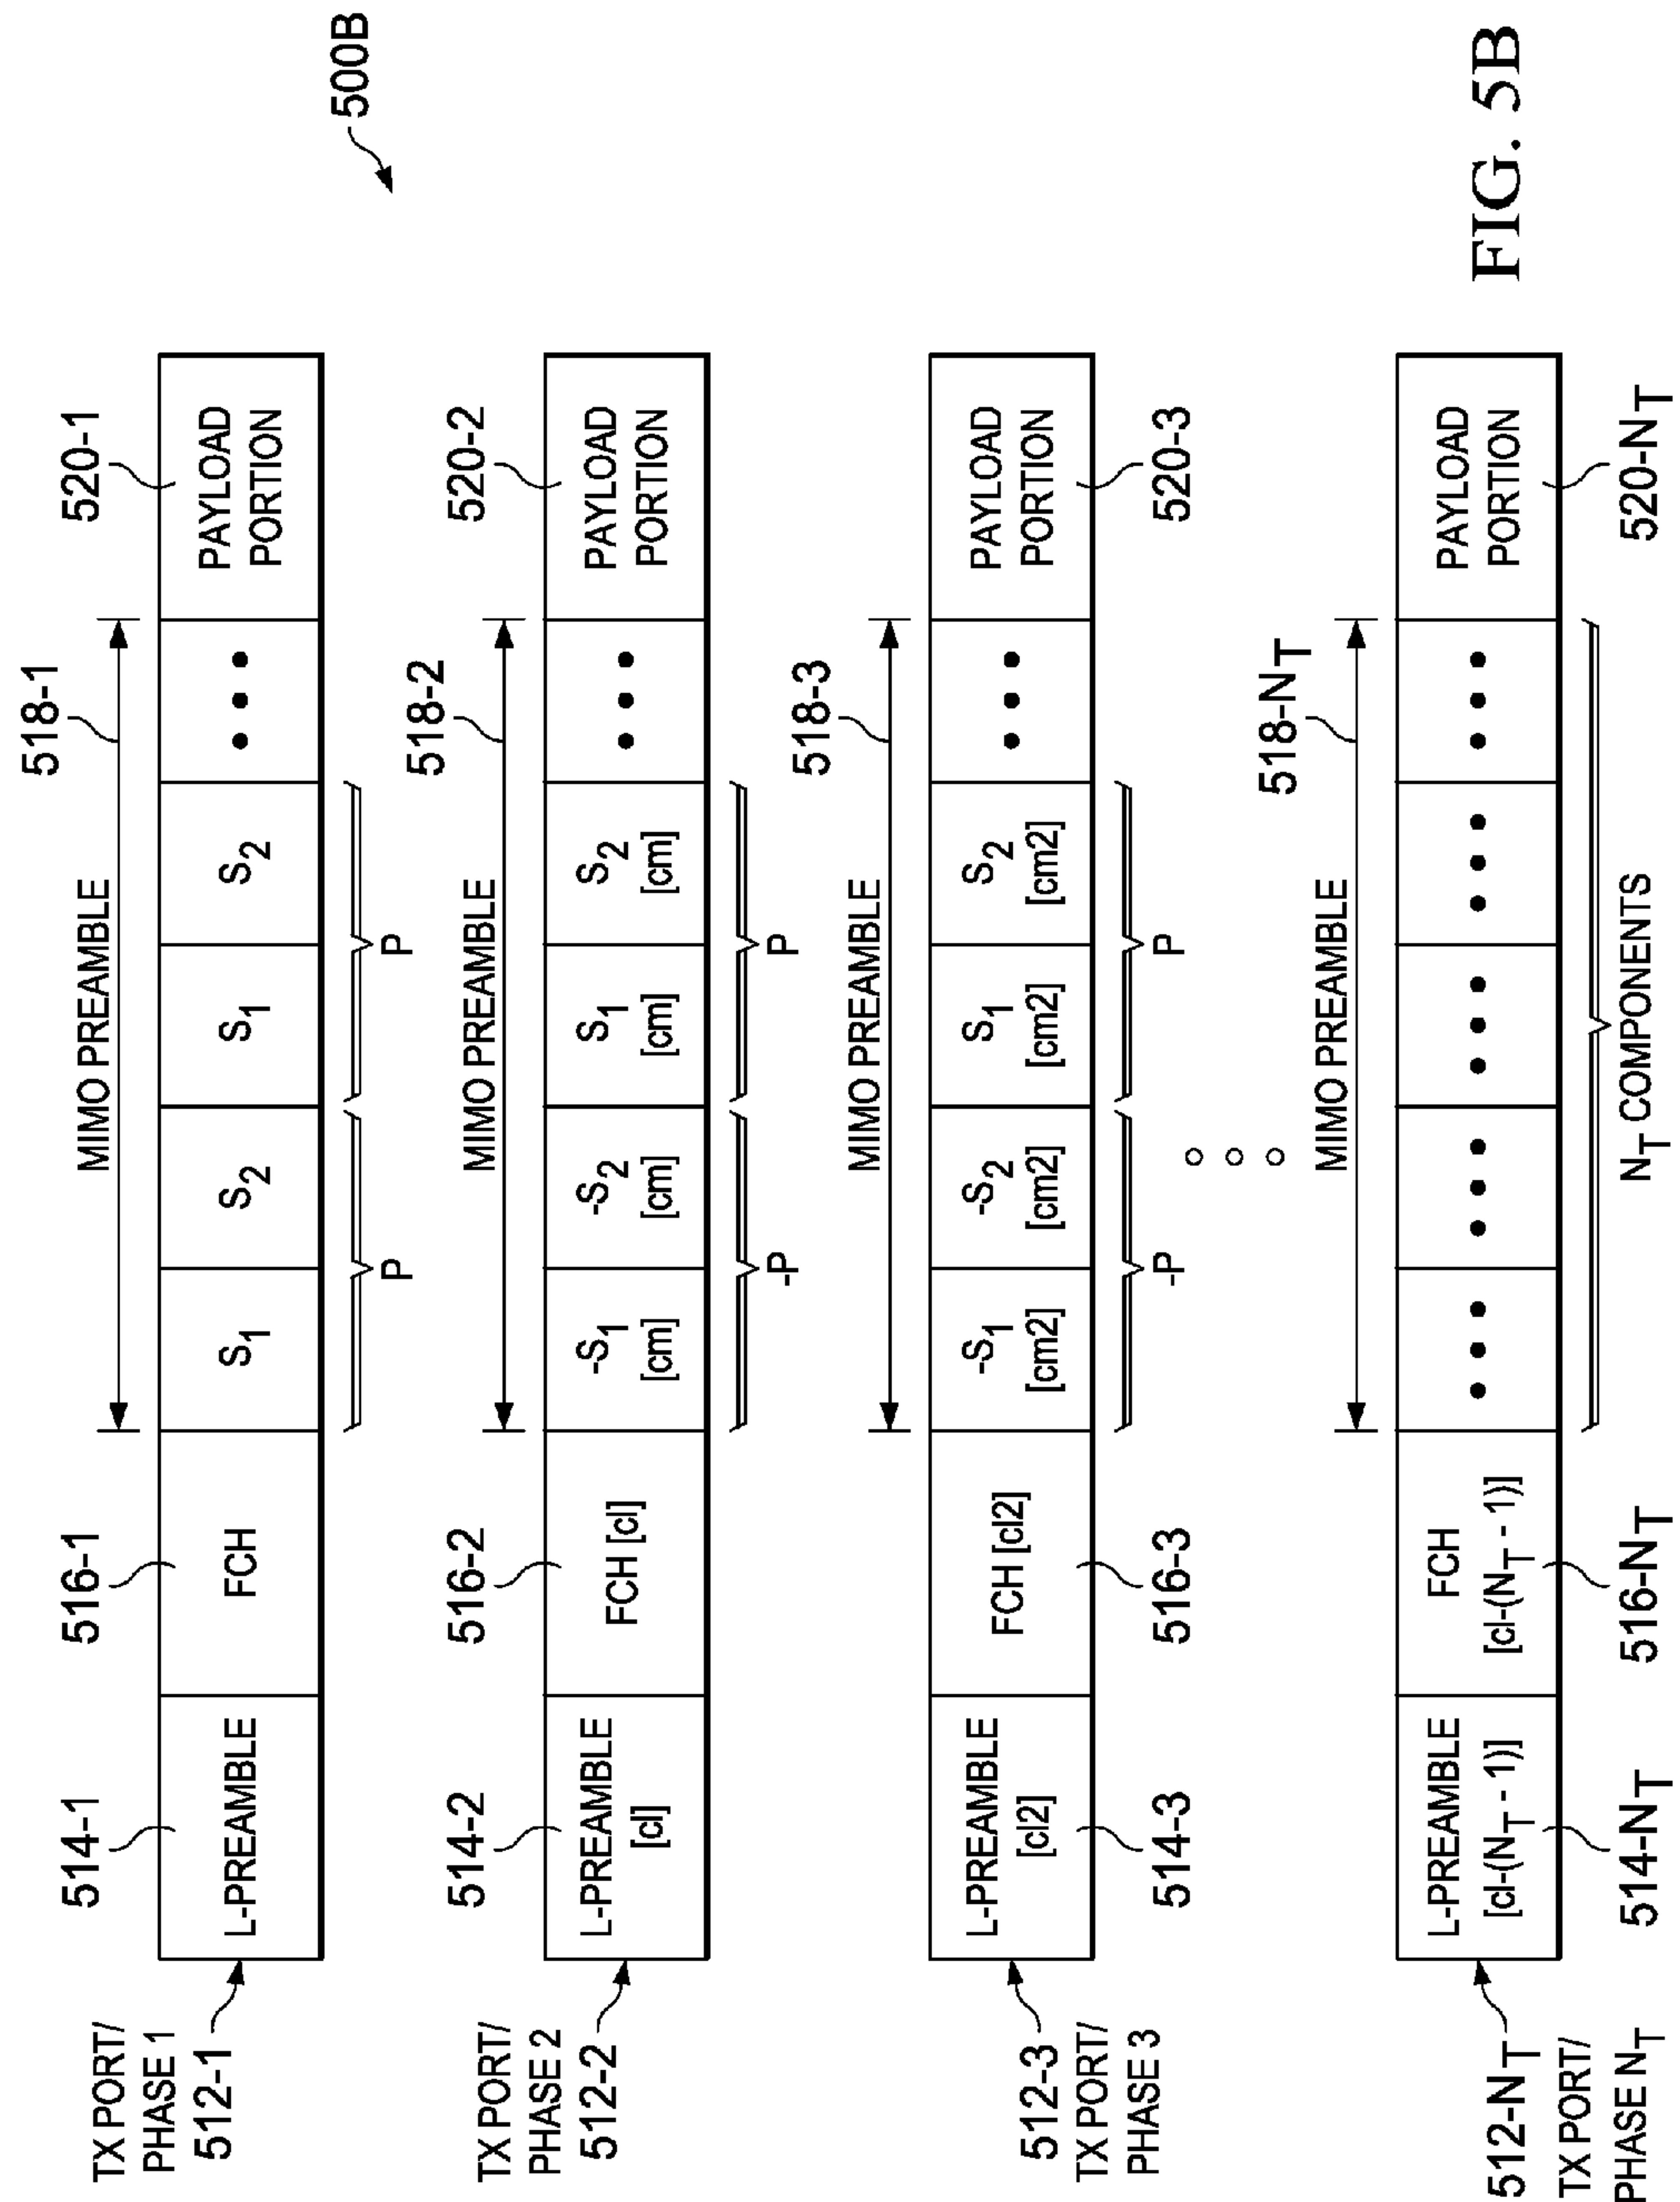 500B
518-1
514-1
516-1
520-1
MIMO PREAMBLE
TX PORT/
PHASE 1
512-1
L-PREAMBLE
FCH
S1
S2
S1
S2
• • •
PAYLOAD
PORTION
P
P
518-2
514-2
516-2
520-2
MIMO PREAMBLE
TX PORT/
PHASE 2
512-2
L-PREAMBLE
[cl]
FCH [cl]
-S1
[cm]
-S2
[cm]
S1
[cm]
S2
[cm]
• • •
PAYLOAD
PORTION
-P
P
518-3
MIMO PREAMBLE
512-3
TX PORT/
PHASE 3
L-PREAMBLE
[cl2]
FCH [cl2]
-S1
[cm2]
-S2
[cm2]
S1
[cm2]
S2
[cm2]
• • •
PAYLOAD
PORTION
514-3
516-3
-P
P
520-3
518-NT
MIMO PREAMBLE
512-NT
TX PORT/
PHASE NT
L-PREAMBLE
[cl-(NT - 1)]
FCH
[cl-(NT - 1)]
• • •
• • •
• • •
• • •
• • •
PAYLOAD
PORTION
514-NT
516-NT
NT COMPONENTS
520-NT
FIG. 5B